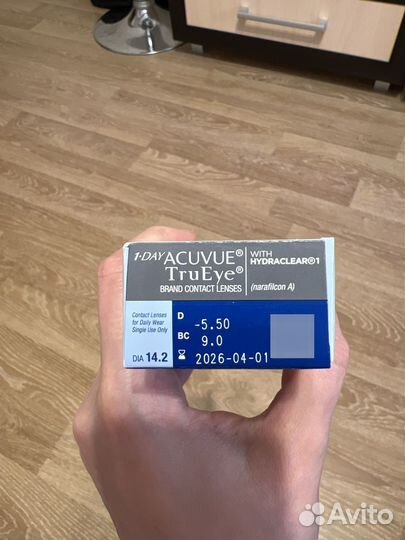 1-DAY ACUVUE®
TruEye®
BRAND CONTACT LENSES
WITH
HYDRACLEAR®1
(narafilcon A)
Contact Lenses
for Daily Wear
Single Use Only
DIA 14.2
D -5.50
BC 9.0
2026-04-01
Avito